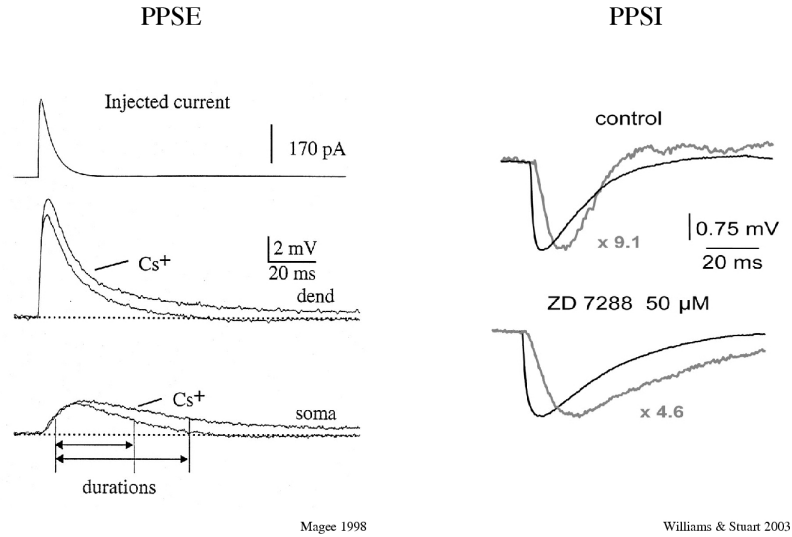 PPSE
Injected current
170 pA
Cs+
2 mV
20 ms
dend
Cs+
soma
durations
Magee 1998
PPSI
control
x 9.1
0.75 mV
20 ms
ZD 7288 50 µM
x 4.6
Williams & Stuart 2003